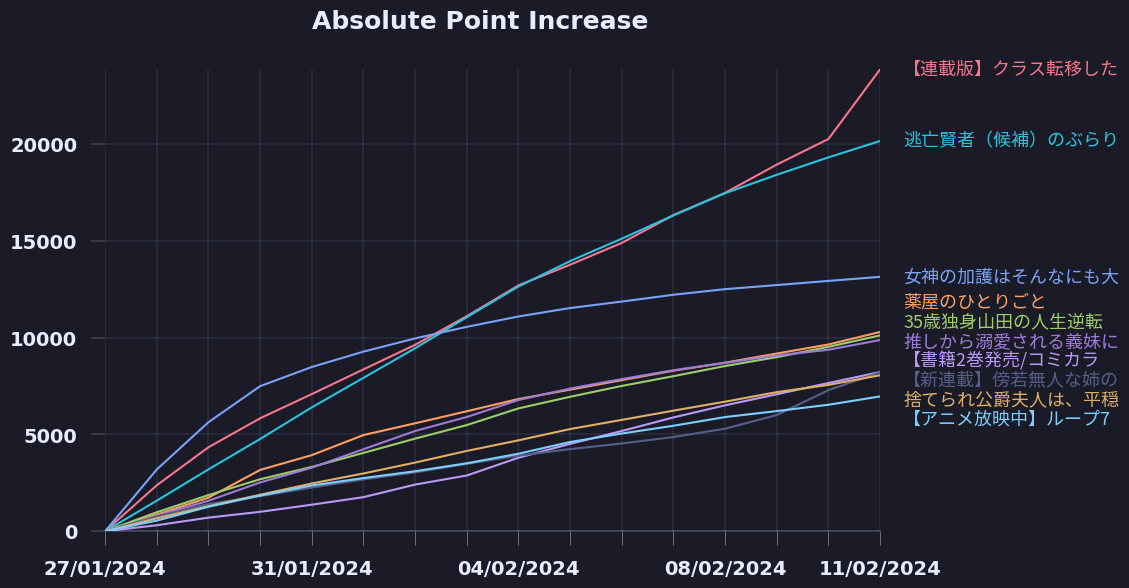 Absolute Point Increase
【連載版】クラス転移した
逃亡賢者（候補）のぶらり
女神の加護はそんなにも大
薬屋のひとりごと
35歳独身山田の人生逆転
推しから溺愛される義妹に
【書籍2巻発売/コミカラ
【新連載】傍若無人な姉の
捨てられ公爵夫人は、平穏
【アニメ放映中】ループ7
20000
15000
10000
5000
0
27/01/2024
31/01/2024
04/02/2024
08/02/2024
11/02/2024